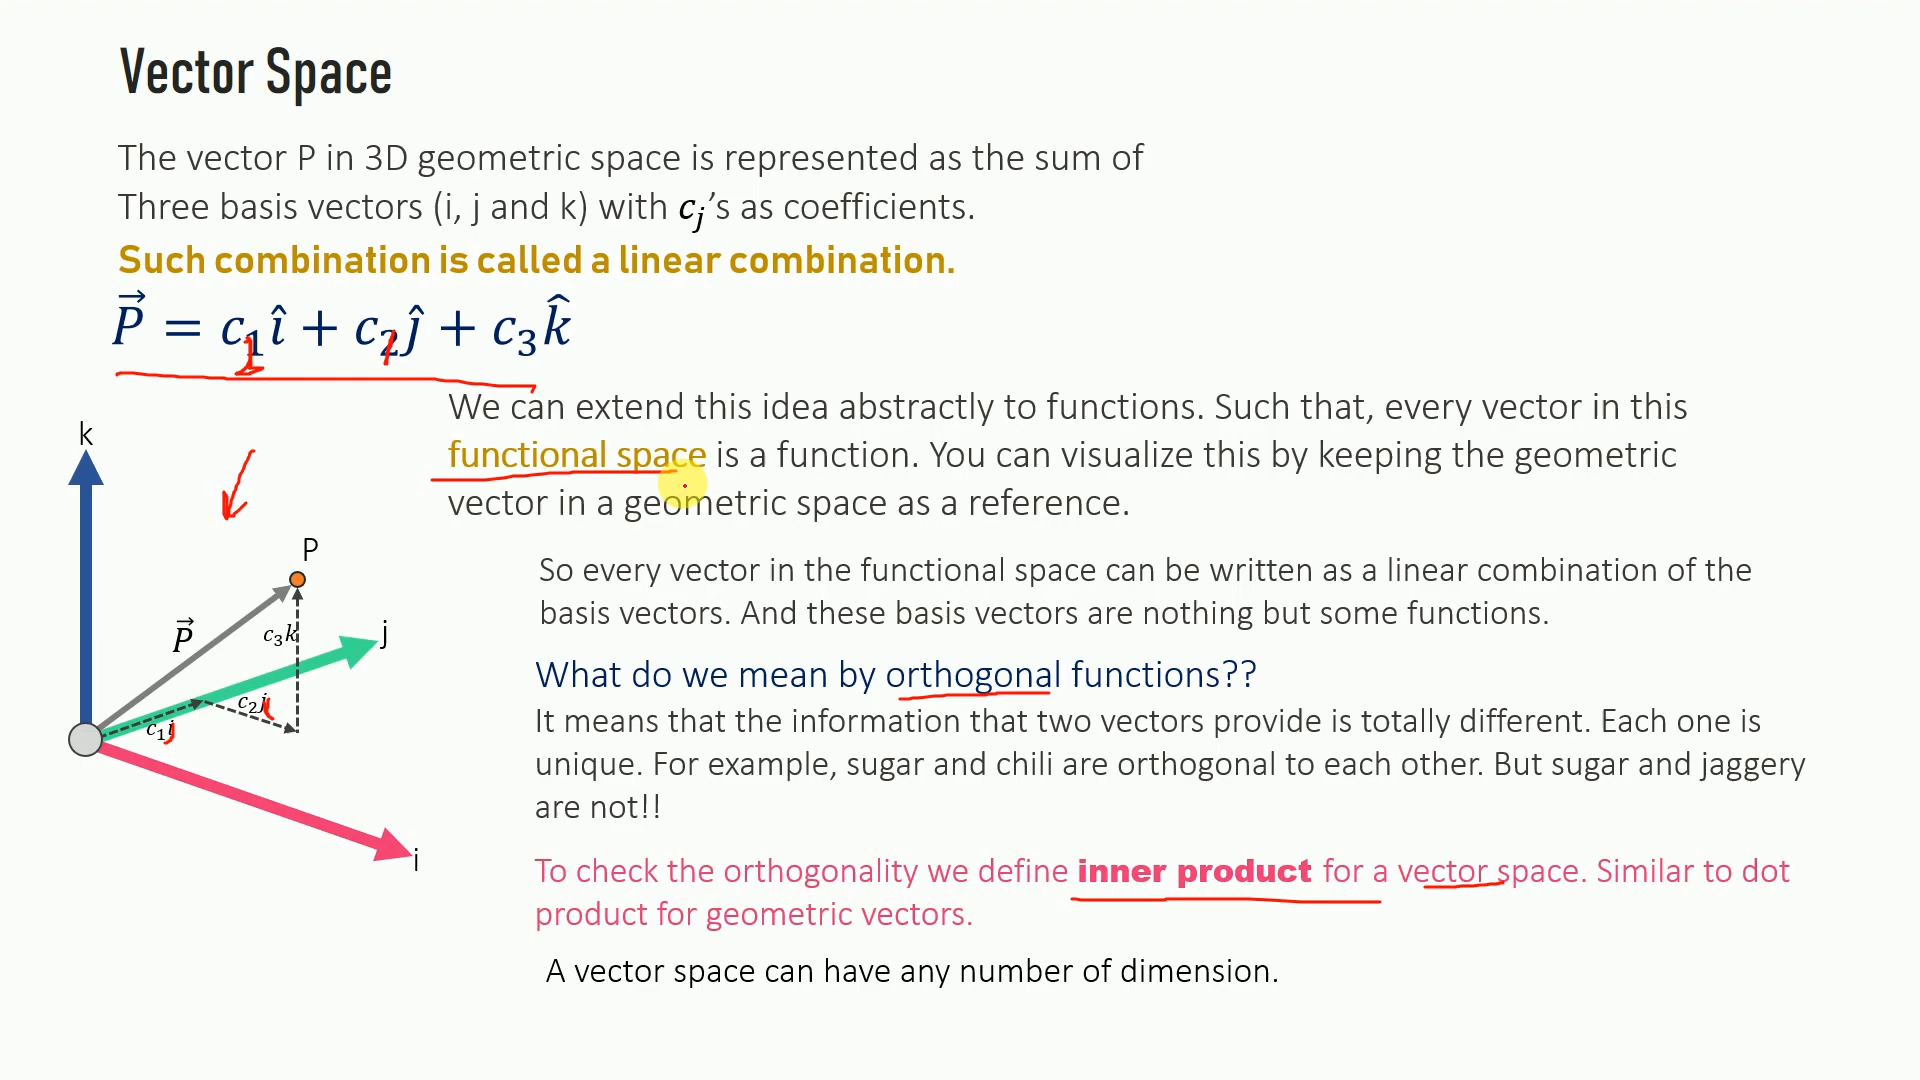 Vector Space
The vector P in 3D geometric space is represented as the sum of
Three basis vectors (i, j and k) with cⱼ's as coefficients.
Such combination is called a linear combination.
P⃗ = c₁î + c₂ĵ + c₃k̂
We can extend this idea abstractly to functions. Such that, every vector in this
functional space is a function. You can visualize this by keeping the geometric
vector in a geometric space as a reference.
k
P
P⃗
c₃k
j
c₂j
c₁i
i
So every vector in the functional space can be written as a linear combination of the
basis vectors. And these basis vectors are nothing but some functions.
What do we mean by orthogonal functions??
It means that the information that two vectors provide is totally different. Each one is
unique. For example, sugar and chili are orthogonal to each other. But sugar and jaggery
are not!!
To check the orthogonality we define inner product for a vector space. Similar to dot
product for geometric vectors.
A vector space can have any number of dimension.